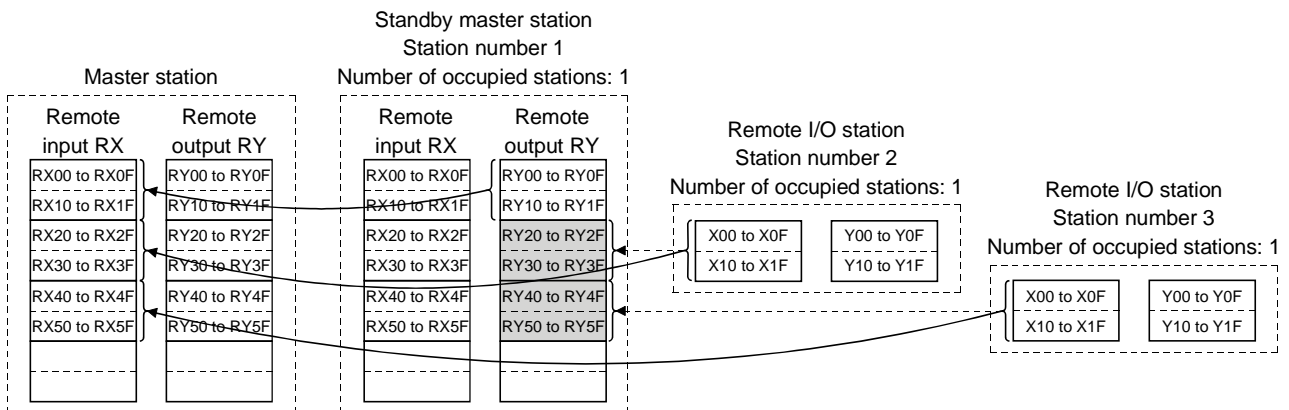 Standby master station
Station number 1
Number of occupied stations: 1
Master station
Remote input RX
Remote output RY
RX00 to RX0F
RX10 to RX1F
RX20 to RX2F
RX30 to RX3F
RX40 to RX4F
RX50 to RX5F
RY00 to RY0F
RY10 to RY1F
RY20 to RY2F
RY30 to RY3F
RY40 to RY4F
RY50 to RY5F
Remote input RX
Remote output RY
RX00 to RX0F
RX10 to RX1F
RX20 to RX2F
RX30 to RX3F
RX40 to RX4F
RX50 to RX5F
RY00 to RY0F
RY10 to RY1F
RY20 to RY2F
RY30 to RY3F
RY40 to RY4F
RY50 to RY5F
Remote I/O station
Station number 2
Number of occupied stations: 1
X00 to X0F
X10 to X1F
Y00 to Y0F
Y10 to Y1F
Remote I/O station
Station number 3
Number of occupied stations: 1
X00 to X0F
X10 to X1F
Y00 to Y0F
Y10 to Y1F